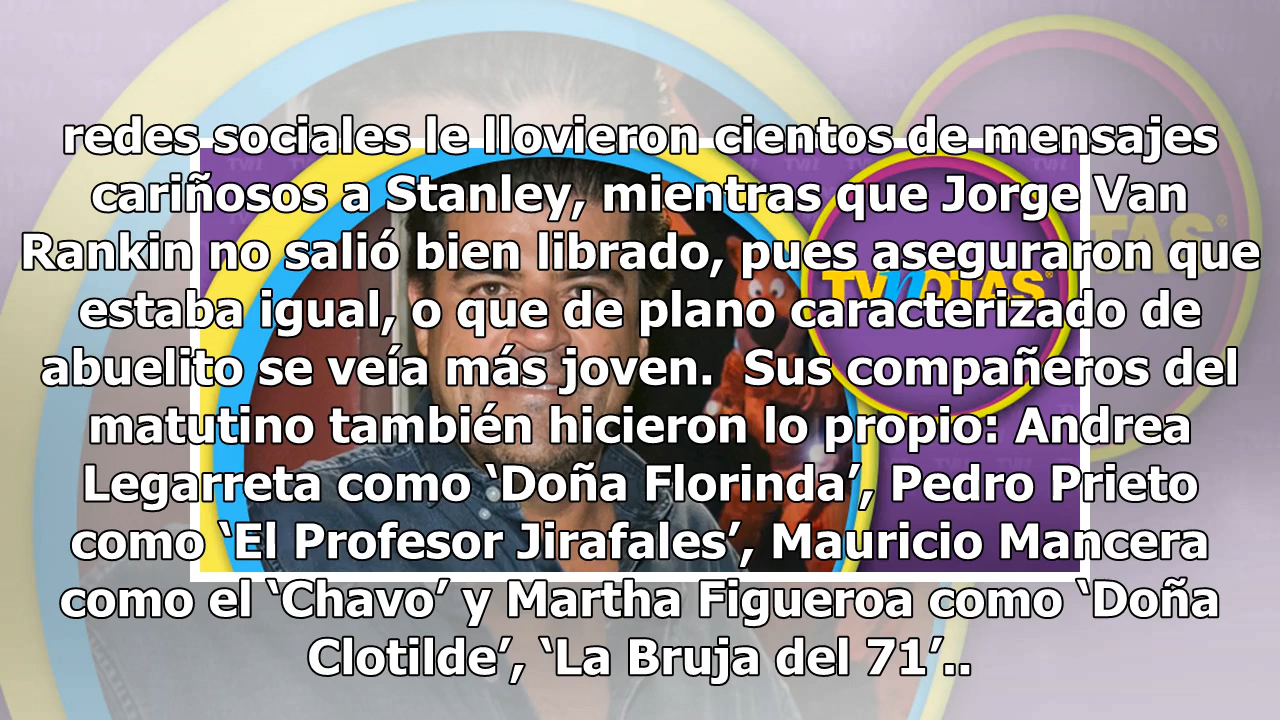 redes sociales le llovieron cientos de mensajes
cariñosos a Stanley, mientras que Jorge Van
Rankin no salió bien librado, pues aseguraron que
TVNOTAS®
estaba igual, o que de plano caracterizado de
abuelito se veía más joven.  Sus compañeros del
matutino también hicieron lo propio: Andrea
Legarreta como ‘Doña Florinda’, Pedro Prieto
como ‘El Profesor Jirafales’, Mauricio Mancera
como el ‘Chavo’ y Martha Figueroa como ‘Doña
Clotilde’, ‘La Bruja del 71’..